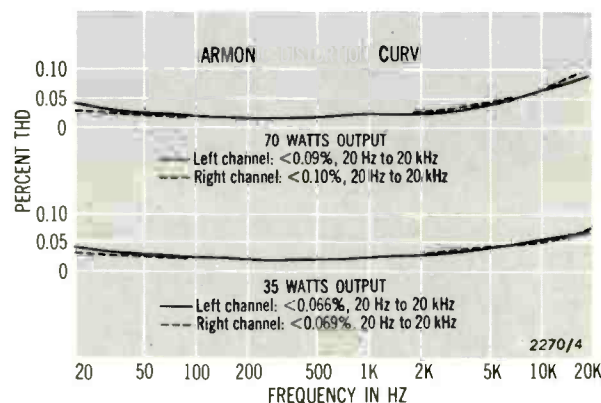 ARMON CURV
0.10
0.05
0
PERCENT THD
70 WATTS OUTPUT
Left channel: <0.09%, 20 Hz to 20 kHz
Right channel: <0.10%, 20 Hz to 20 kHz
0.10
0.05
0
35 WATTS OUTPUT
Left channel: <0.066%, 20 Hz to 20 kHz
Right channel: <0.069%, 20 Hz to 20 kHz
2270/4
20 50 100 200 500 1K 2K 5K 10K 20K
FREQUENCY IN HZ